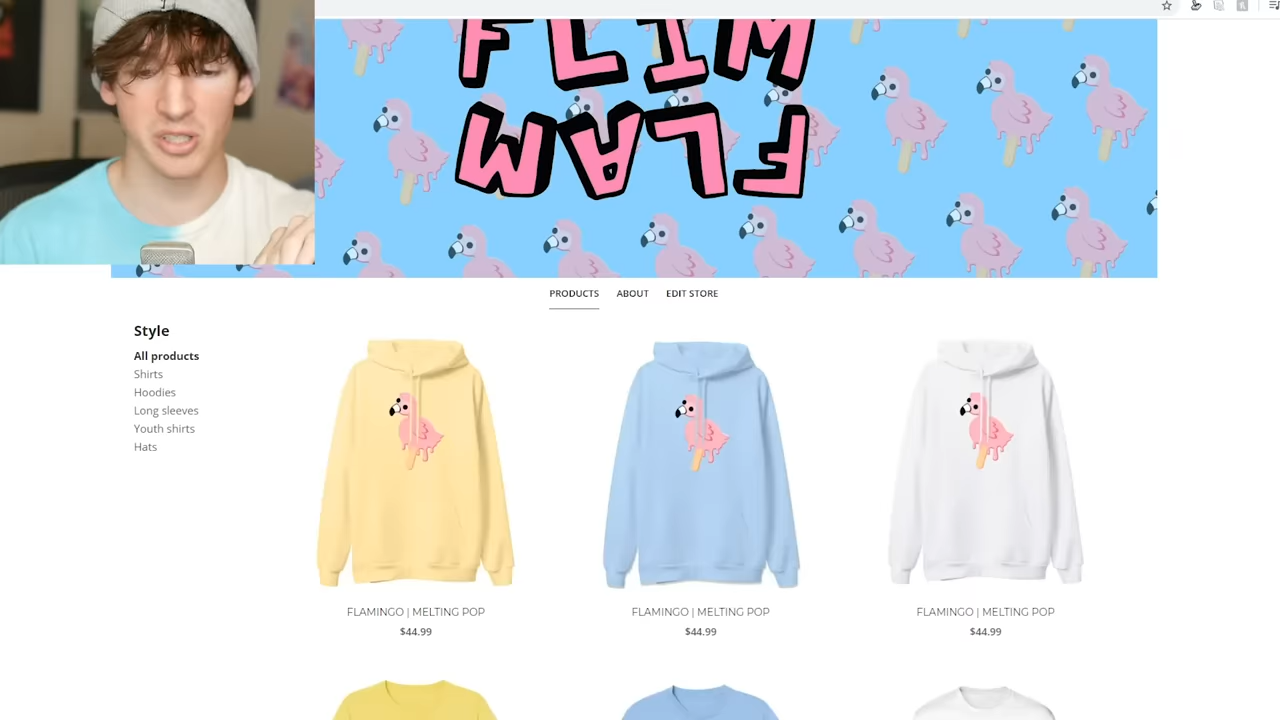 FLIM
FLAM
PRODUCTS ABOUT EDIT STORE
Style
All products
Shirts
Hoodies
Long sleeves
Youth shirts
Hats
FLAMINGO | MELTING POP
$44.99
FLAMINGO | MELTING POP
$44.99
FLAMINGO | MELTING POP
$44.99